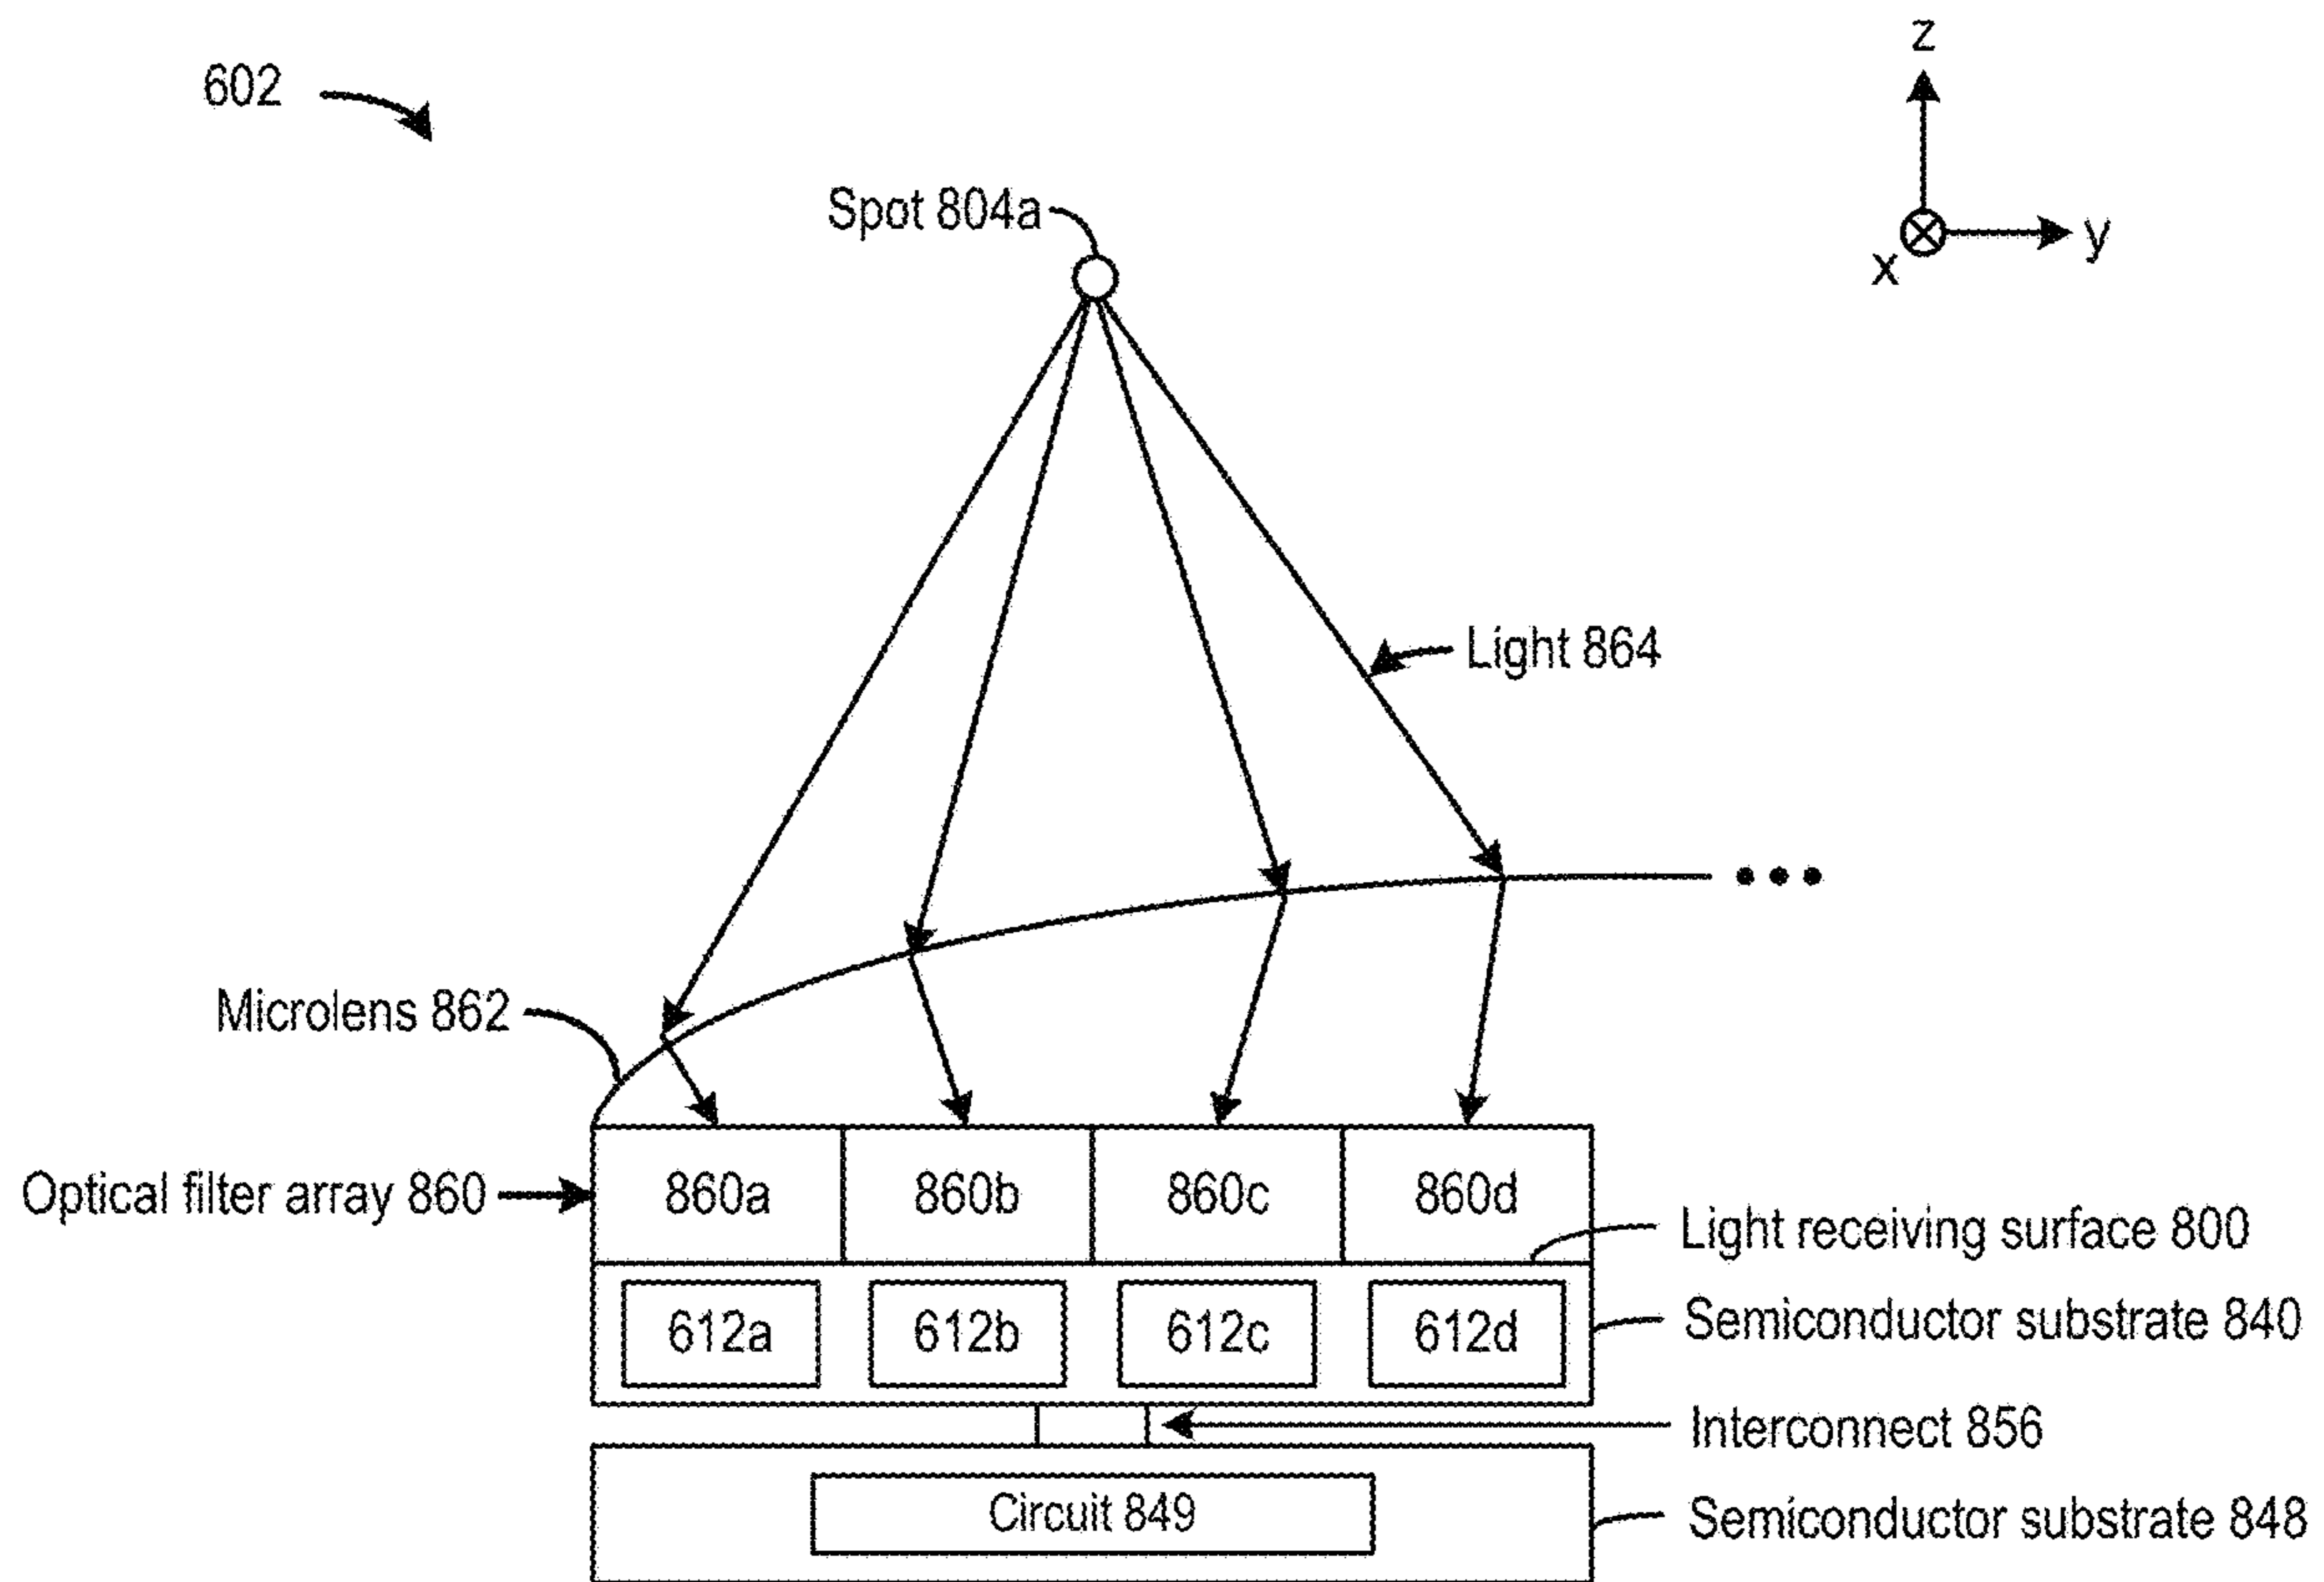 602
z
Spot 804a
y
x
Light 864
Microlens 862
Optical filter array 860
860a
860b
860c
860d
Light receiving surface 800
612a
612b
612c
612d
Semiconductor substrate 840
Interconnect 856
Circuit 849
Semiconductor substrate 848